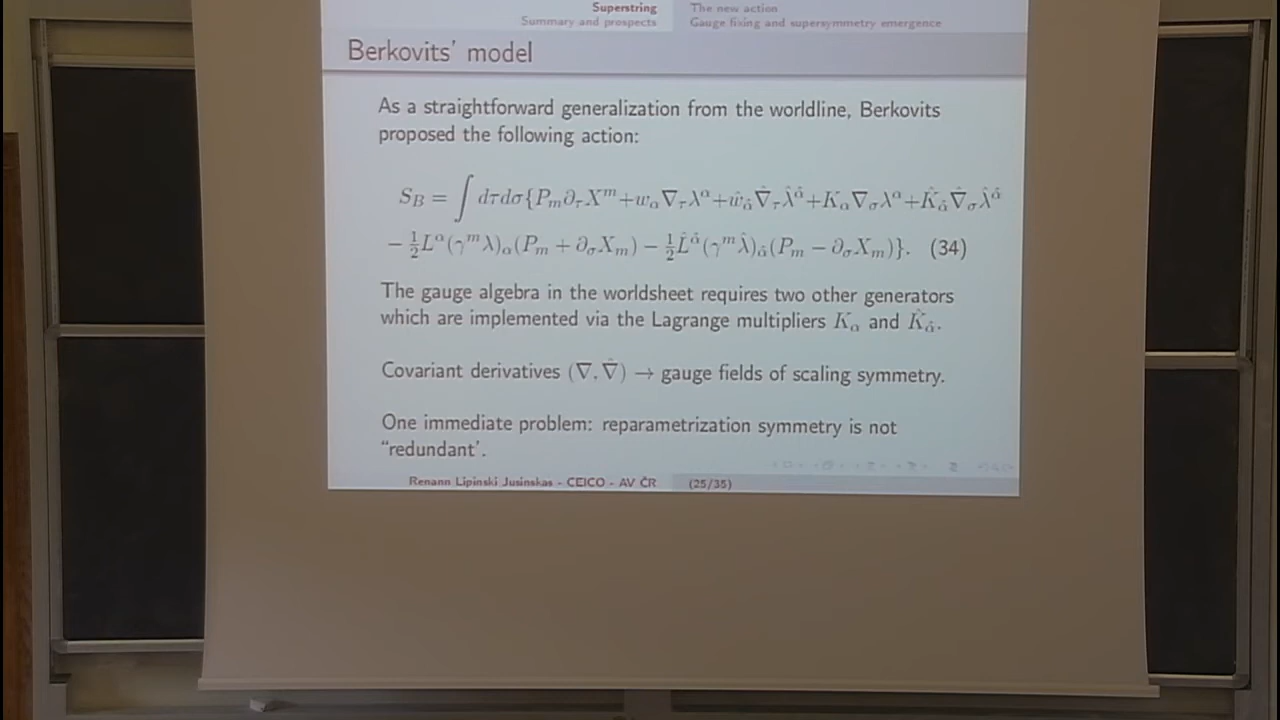 Superstring
Summary and prospects
The new action
Gauge fixing and supersymmetry emergence
Berkovits' model
As a straightforward generalization from the worldline, Berkovits
proposed the following action:
S_B = ∫ dτdσ{P_m∂_τX^m+w_α∇_τλ^α+ŵ_α̂∇̂_τλ̂^α̂+K_α∇_σλ^α+K̂_α̂∇̂_σλ̂^α̂
− ½L^α(γ^mλ)_α(P_m + ∂_σX_m) − ½L̂^α̂(γ^mλ̂)_α̂(P_m − ∂_σX_m)}. (34)
The gauge algebra in the worldsheet requires two other generators
which are implemented via the Lagrange multipliers K_α and K̂_α̂.
Covariant derivatives (∇, ∇̂) → gauge fields of scaling symmetry.
One immediate problem: reparametrization symmetry is not
“redundant'.
Renann Lipinski Jusinskas - CEICO - AV ČR (25/35)